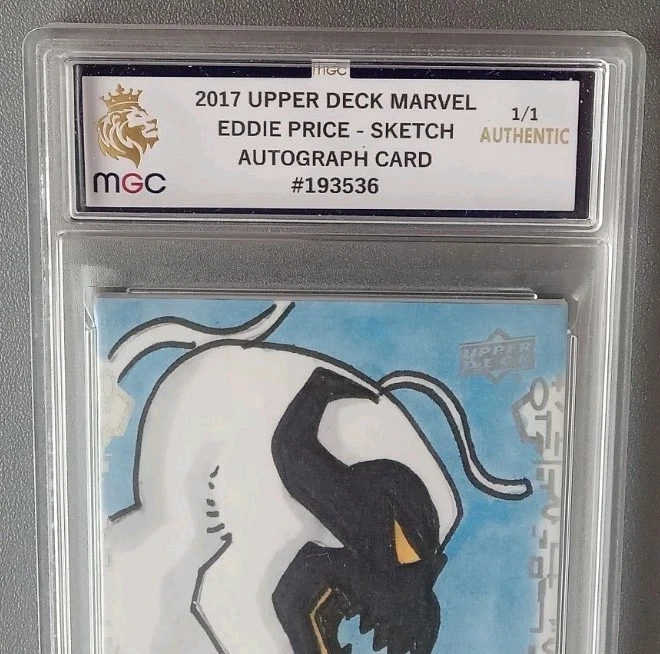 mGC
2017 UPPER DECK MARVEL
EDDIE PRICE - SKETCH
AUTOGRAPH CARD
#193536
1/1
AUTHENTIC
mGC
UPPER
DECK